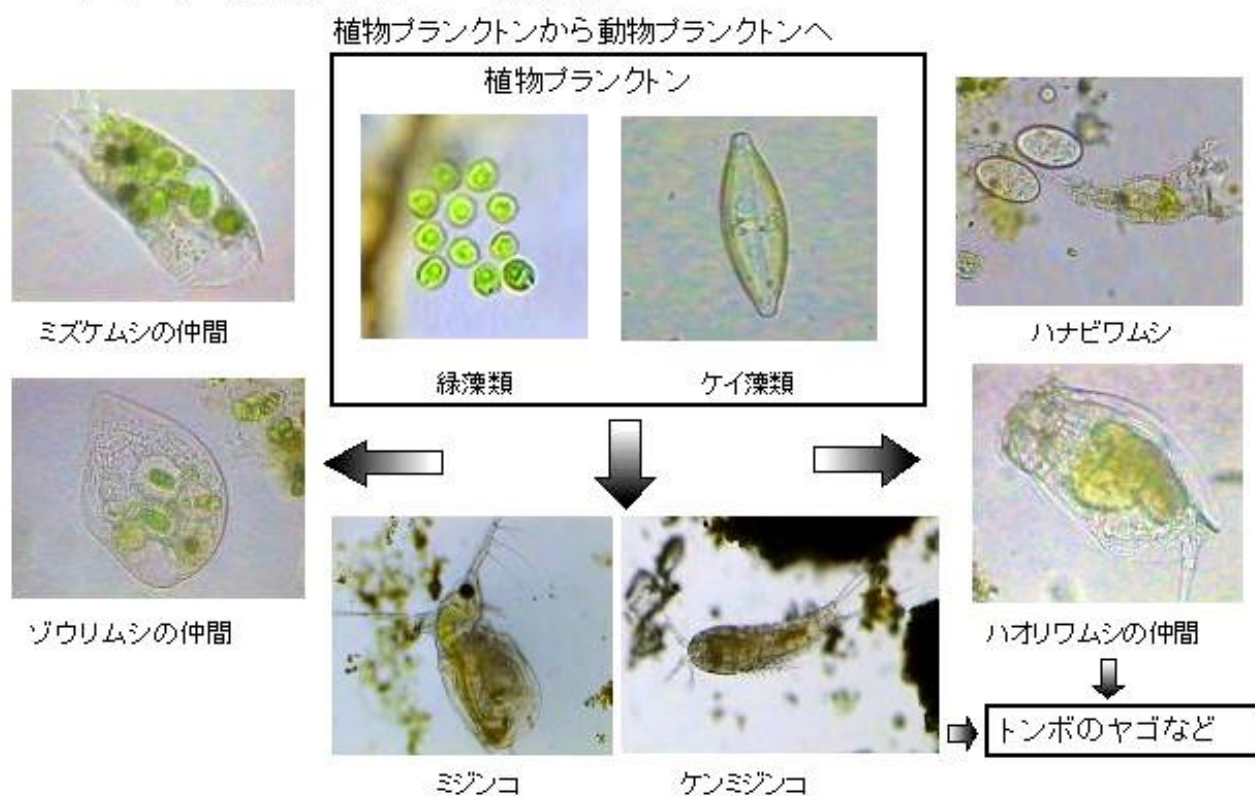 植物プランクトンから動物プランクトンへ
植物プランクトン
緑藻類
ケイ藻類
ミズケムシの仲間
ゾウリムシの仲間
ハナビワムシ
ハオリワムシの仲間
ミジンコ
ケンミジンコ
トンボのヤゴなど